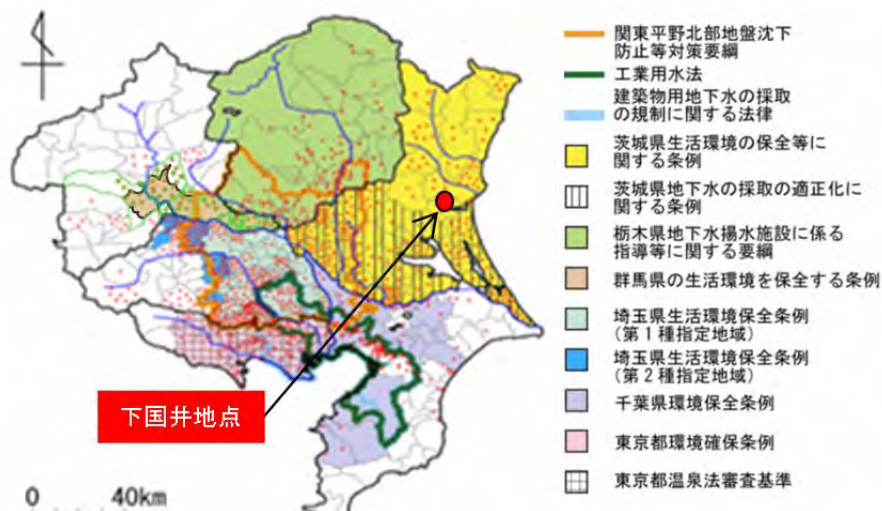 関東平野北部地盤沈下
防止等対策要綱
工業用水法
建築物用地下水の採取
の規制に関する法律
茨城県生活環境の保全等に
関する条例
茨城県地下水の採取の適正化に
関する条例
栃木県地下水揚水施設に係る
指導等に関する要綱
群馬県の生活環境を保全する条例
埼玉県生活環境保全条例
(第1種指定地域)
埼玉県生活環境保全条例
(第2種指定地域)
千葉県環境保全条例
東京都環境確保条例
東京都温泉法審査基準
下国井地点
0 40km